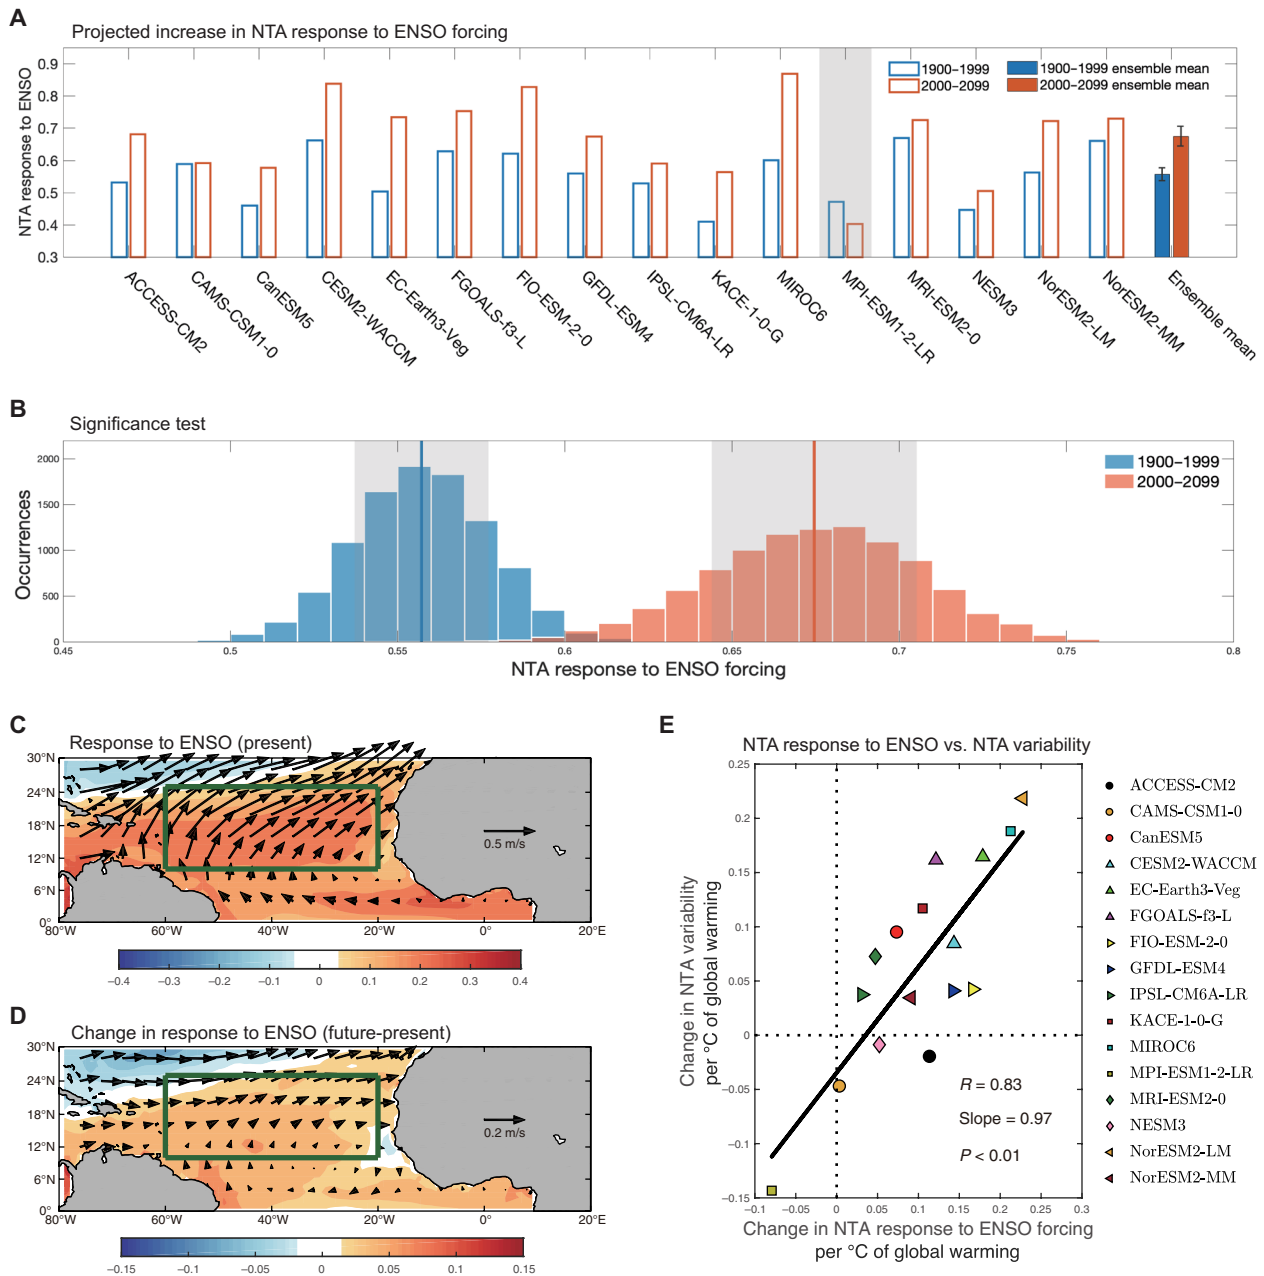 A
Projected increase in NTA response to ENSO forcing
NTA response to ENSO
0.9
0.8
0.7
0.6
0.5
0.4
0.3
1900–1999
2000–2099
1900–1999 ensemble mean
2000–2099 ensemble mean
ACCESS-CM2
CAMS-CSM1-0
CanESM5
CESM2-WACCM
EC-Earth3-Veg
FGOALS-f3-L
FIO-ESM-2-0
GFDL-ESM4
IPSL-CM6A-LR
KACE-1-0-G
MIROC6
MPI-ESM1-2-LR
MRI-ESM2-0
NESM3
NorESM2-LM
NorESM2-MM
Ensemble mean
B
Significance test
Occurrences
2000
1500
1000
500
0
1900–1999
2000–2099
0.45
0.5
0.55
0.6
0.65
0.7
0.75
0.8
NTA response to ENSO forcing
C
Response to ENSO (present)
30°N
24°N
18°N
12°N
6°N
0°
0.5 m/s
80°W
60°W
40°W
20°W
0°
20°E
−0.4
−0.3
−0.2
−0.1
0
0.1
0.2
0.3
0.4
D
Change in response to ENSO (future-present)
30°N
24°N
18°N
12°N
6°N
0°
0.2 m/s
80°W
60°W
40°W
20°W
0°
20°E
−0.15
−0.1
−0.05
0
0.05
0.1
0.15
E
NTA response to ENSO vs. NTA variability
Change in NTA variability
per °C of global warming
0.25
0.2
0.15
0.1
0.05
0
−0.05
−0.1
−0.15
R = 0.83
Slope = 0.97
P < 0.01
−0.1
−0.05
0
0.05
0.1
0.15
0.2
0.25
0.3
Change in NTA response to ENSO forcing
per °C of global warming
ACCESS-CM2
CAMS-CSM1-0
CanESM5
CESM2-WACCM
EC-Earth3-Veg
FGOALS-f3-L
FIO-ESM-2-0
GFDL-ESM4
IPSL-CM6A-LR
KACE-1-0-G
MIROC6
MPI-ESM1-2-LR
MRI-ESM2-0
NESM3
NorESM2-LM
NorESM2-MM